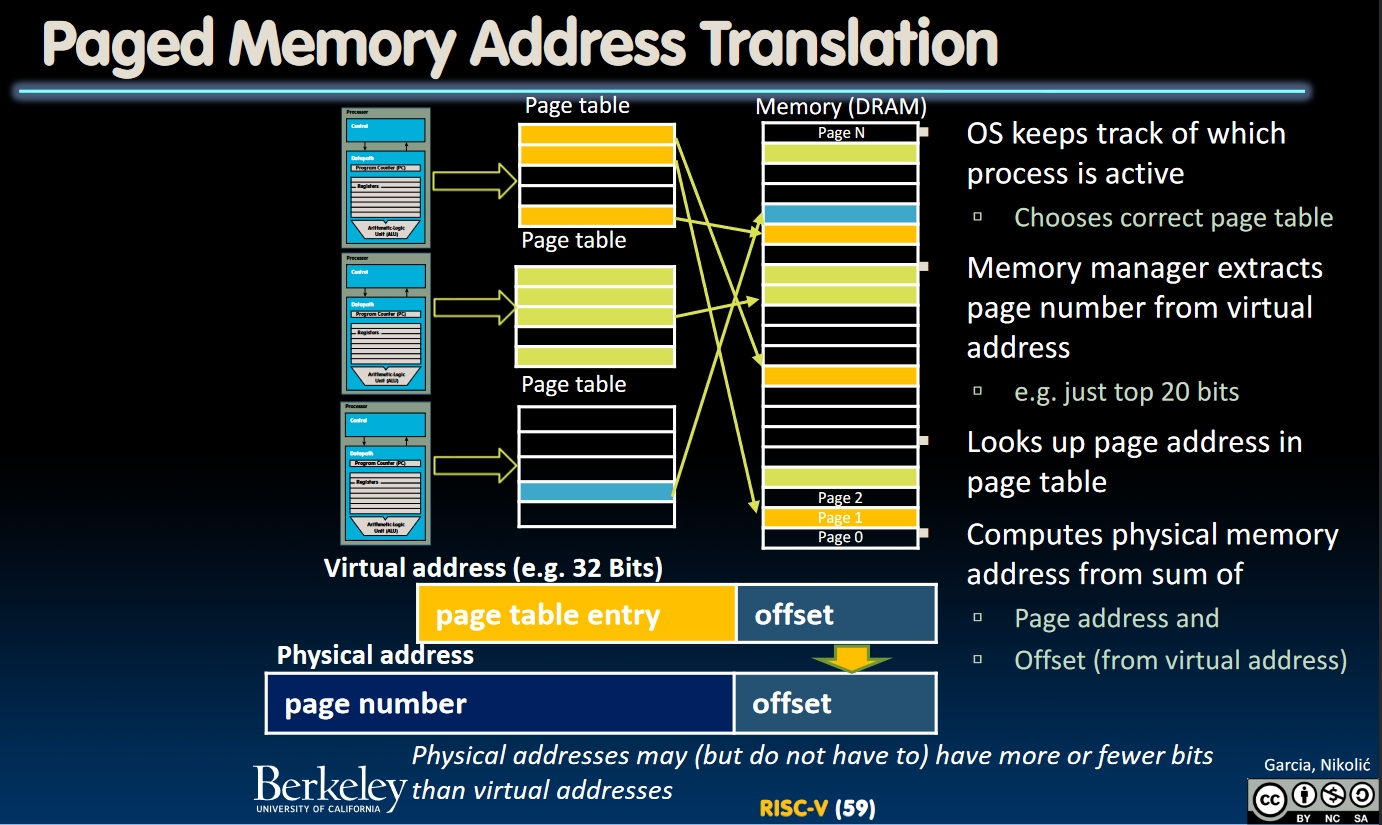 Paged Memory Address Translation
Page table
Memory (DRAM)
Processor
Control
Datapath
Program Counter (PC)
Registers
Arithmetic-Logic
Unit (ALU)
Page table
Processor
Control
Datapath
Program Counter (PC)
Registers
Arithmetic-Logic
Unit (ALU)
Page table
Processor
Control
Datapath
Program Counter (PC)
Registers
Arithmetic-Logic
Unit (ALU)
Page N
Page 2
Page 1
Page 0
OS keeps track of which
process is active
Chooses correct page table
Memory manager extracts
page number from virtual
address
e.g. just top 20 bits
Looks up page address in
page table
Computes physical memory
address from sum of
Page address and
Offset (from virtual address)
Virtual address (e.g. 32 Bits)
page table entry offset
Physical address
page number offset
Physical addresses may (but do not have to) have more or fewer bits
than virtual addresses
Berkeley
UNIVERSITY OF CALIFORNIA
RISC-V (59)
Garcia, Nikolić
cc
BY NC SA